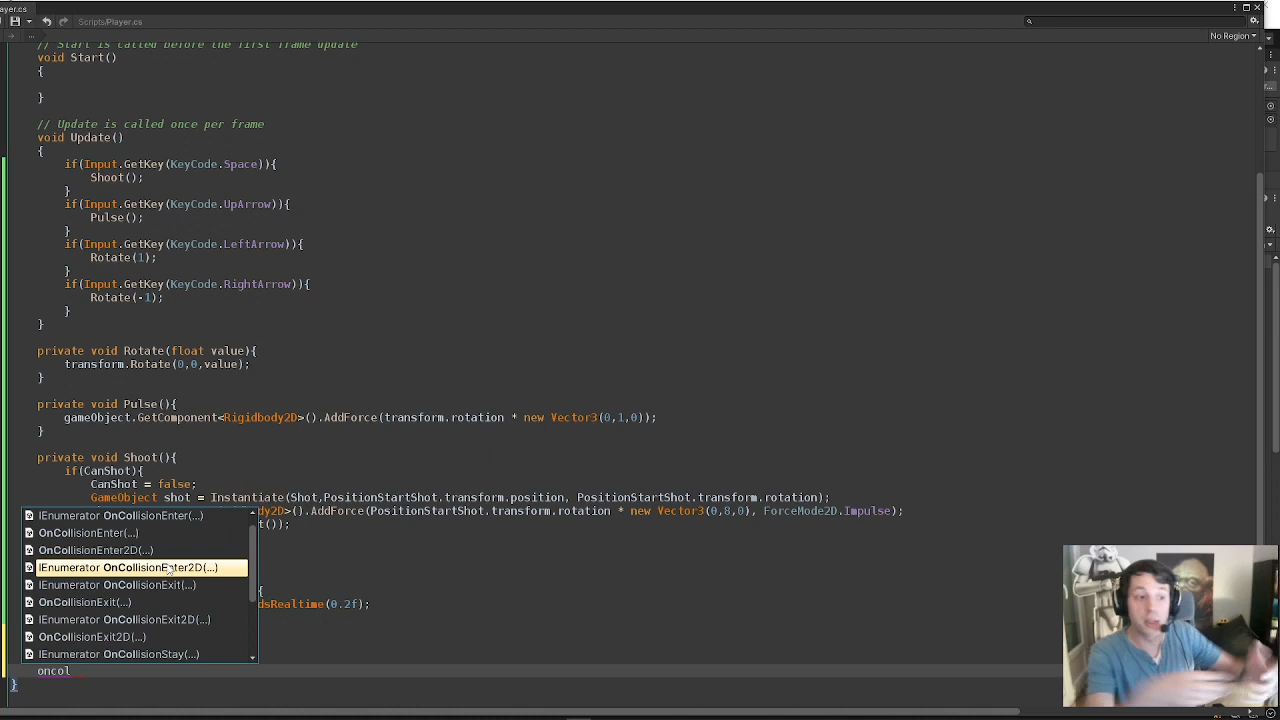 ayer.cs
Scripts/Player.cs
...
No Region
// Start is called before the first frame update
void Start()
{
}
// Update is called once per frame
void Update()
{
if(Input.GetKey(KeyCode.Space)){
Shoot();
}
if(Input.GetKey(KeyCode.UpArrow)){
Pulse();
}
if(Input.GetKey(KeyCode.LeftArrow)){
Rotate(1);
}
if(Input.GetKey(KeyCode.RightArrow)){
Rotate(-1);
}
}
private void Rotate(float value){
transform.Rotate(0,0,value);
}
private void Pulse(){
gameObject.GetComponent<Rigidbody2D>().AddForce(transform.rotation * new Vector3(0,1,0));
}
private void Shoot(){
if(CanShot){
CanShot = false;
GameObject shot = Instantiate(Shot,PositionStartShot.transform.position, PositionStartShot.transform.rotation);
dy2D>().AddForce(PositionStartShot.transform.rotation * new Vector3(0,8,0), ForceMode2D.Impulse);
t());
{
dsRealtime(0.2f);
IEnumerator OnCollisionEnter(...)
OnCollisionEnter(...)
OnCollisionEnter2D(...)
IEnumerator OnCollisionEnter2D(...)
IEnumerator OnCollisionExit(...)
OnCollisionExit(...)
IEnumerator OnCollisionExit2D(...)
OnCollisionExit2D(...)
IEnumerator OnCollisionStay(...)
oncol
}